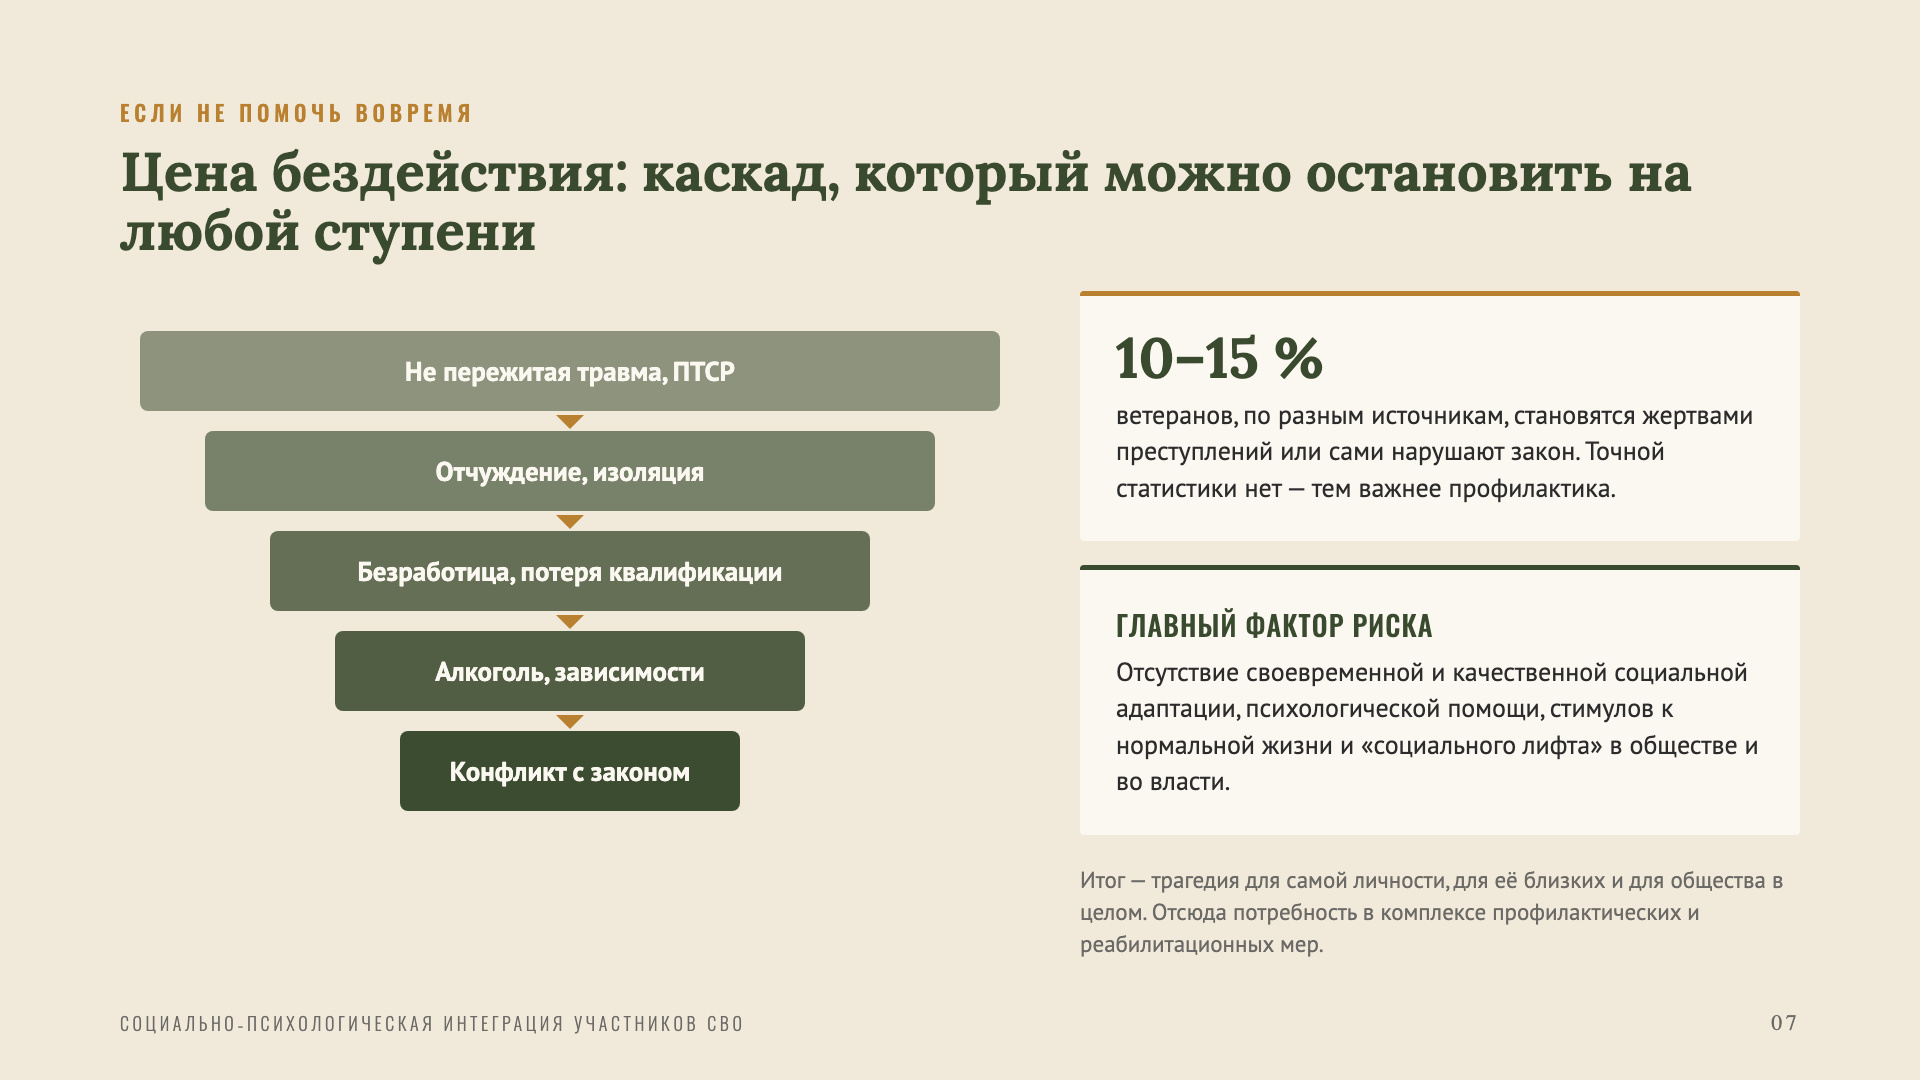 ЕСЛИ НЕ ПОМОЧЬ ВОВРЕМЯ
Цена бездействия: каскад, который можно остановить на
любой ступени
Не пережитая травма, ПТСР
Отчуждение, изоляция
Безработица, потеря квалификации
Алкоголь, зависимости
Конфликт с законом
10–15 %
ветеранов, по разным источникам, становятся жертвами
преступлений или сами нарушают закон. Точной
статистики нет — тем важнее профилактика.
ГЛАВНЫЙ ФАКТОР РИСКА
Отсутствие своевременной и качественной социальной
адаптации, психологической помощи, стимулов к
нормальной жизни и «социального лифта» в обществе и
во власти.
Итог — трагедия для самой личности, для её близких и для общества в
целом. Отсюда потребность в комплексе профилактических и
реабилитационных мер.
СОЦИАЛЬНО-ПСИХОЛОГИЧЕСКАЯ ИНТЕГРАЦИЯ УЧАСТНИКОВ СВО
07